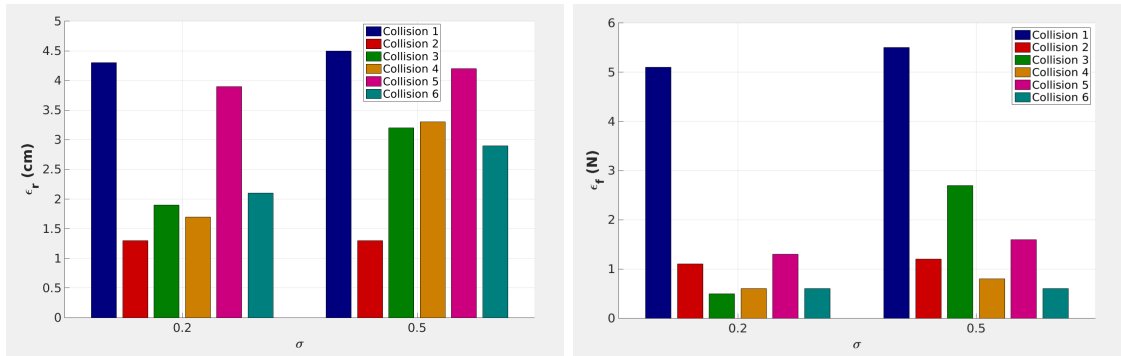 5
4.5
4
3.5
3
2.5
2
1.5
1
0.5
0
ϵr (cm)
0.2
0.5
σ
Collision 1
Collision 2
Collision 3
Collision 4
Collision 5
Collision 6
6
5
4
3
2
1
0
ϵf (N)
0.2
0.5
σ
Collision 1
Collision 2
Collision 3
Collision 4
Collision 5
Collision 6